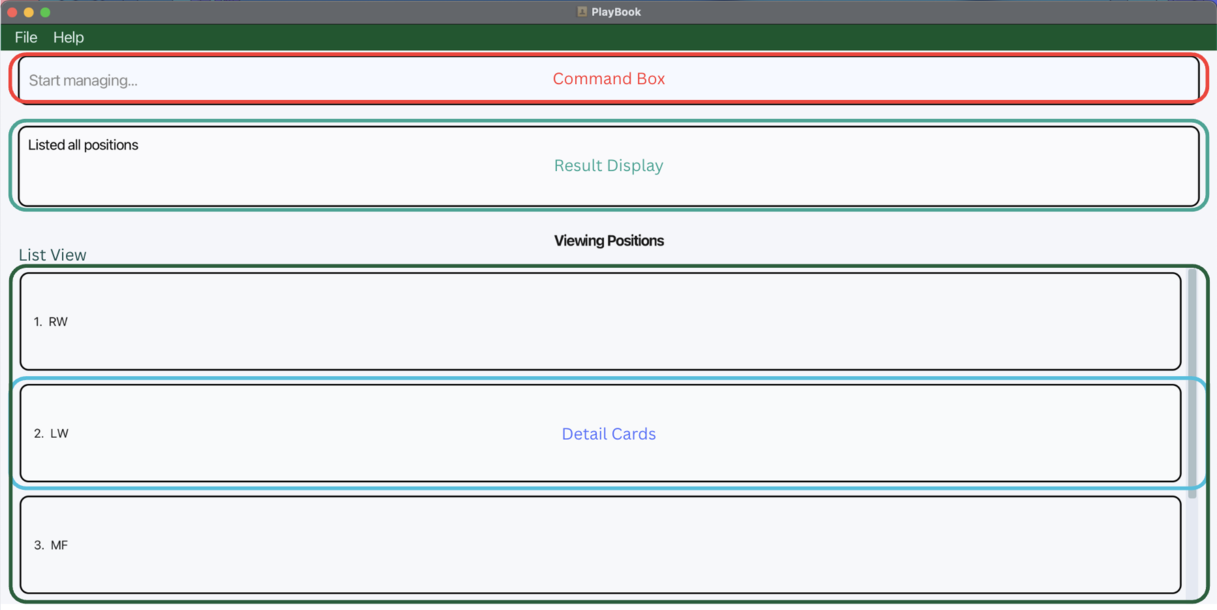 PlayBook
File Help
Start managing...
Command Box
Listed all positions
Result Display
Viewing Positions
List View
1. RW
2. LW
Detail Cards
3. MF